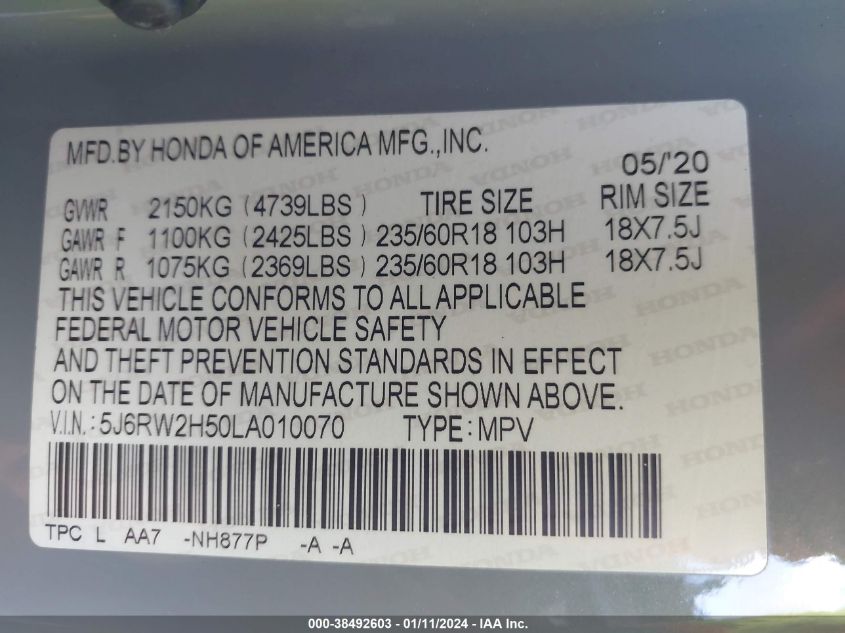 MFD.BY HONDA OF AMERICA MFG.,INC.
05/'20
GVWR 2150KG (4739LBS) TIRE SIZE RIM SIZE
GAWR F 1100KG (2425LBS) 235/60R18 103H 18X7.5J
GAWR R 1075KG (2369LBS) 235/60R18 103H 18X7.5J
THIS VEHICLE CONFORMS TO ALL APPLICABLE
FEDERAL MOTOR VEHICLE SAFETY
AND THEFT PREVENTION STANDARDS IN EFFECT
ON THE DATE OF MANUFACTURE SHOWN ABOVE.
V.I.N.:5J6RW2H50LA010070 TYPE:MPV
TPC L AA7 -NH877P -A -A
000-38492603 - 01/11/2024 - IAA Inc.